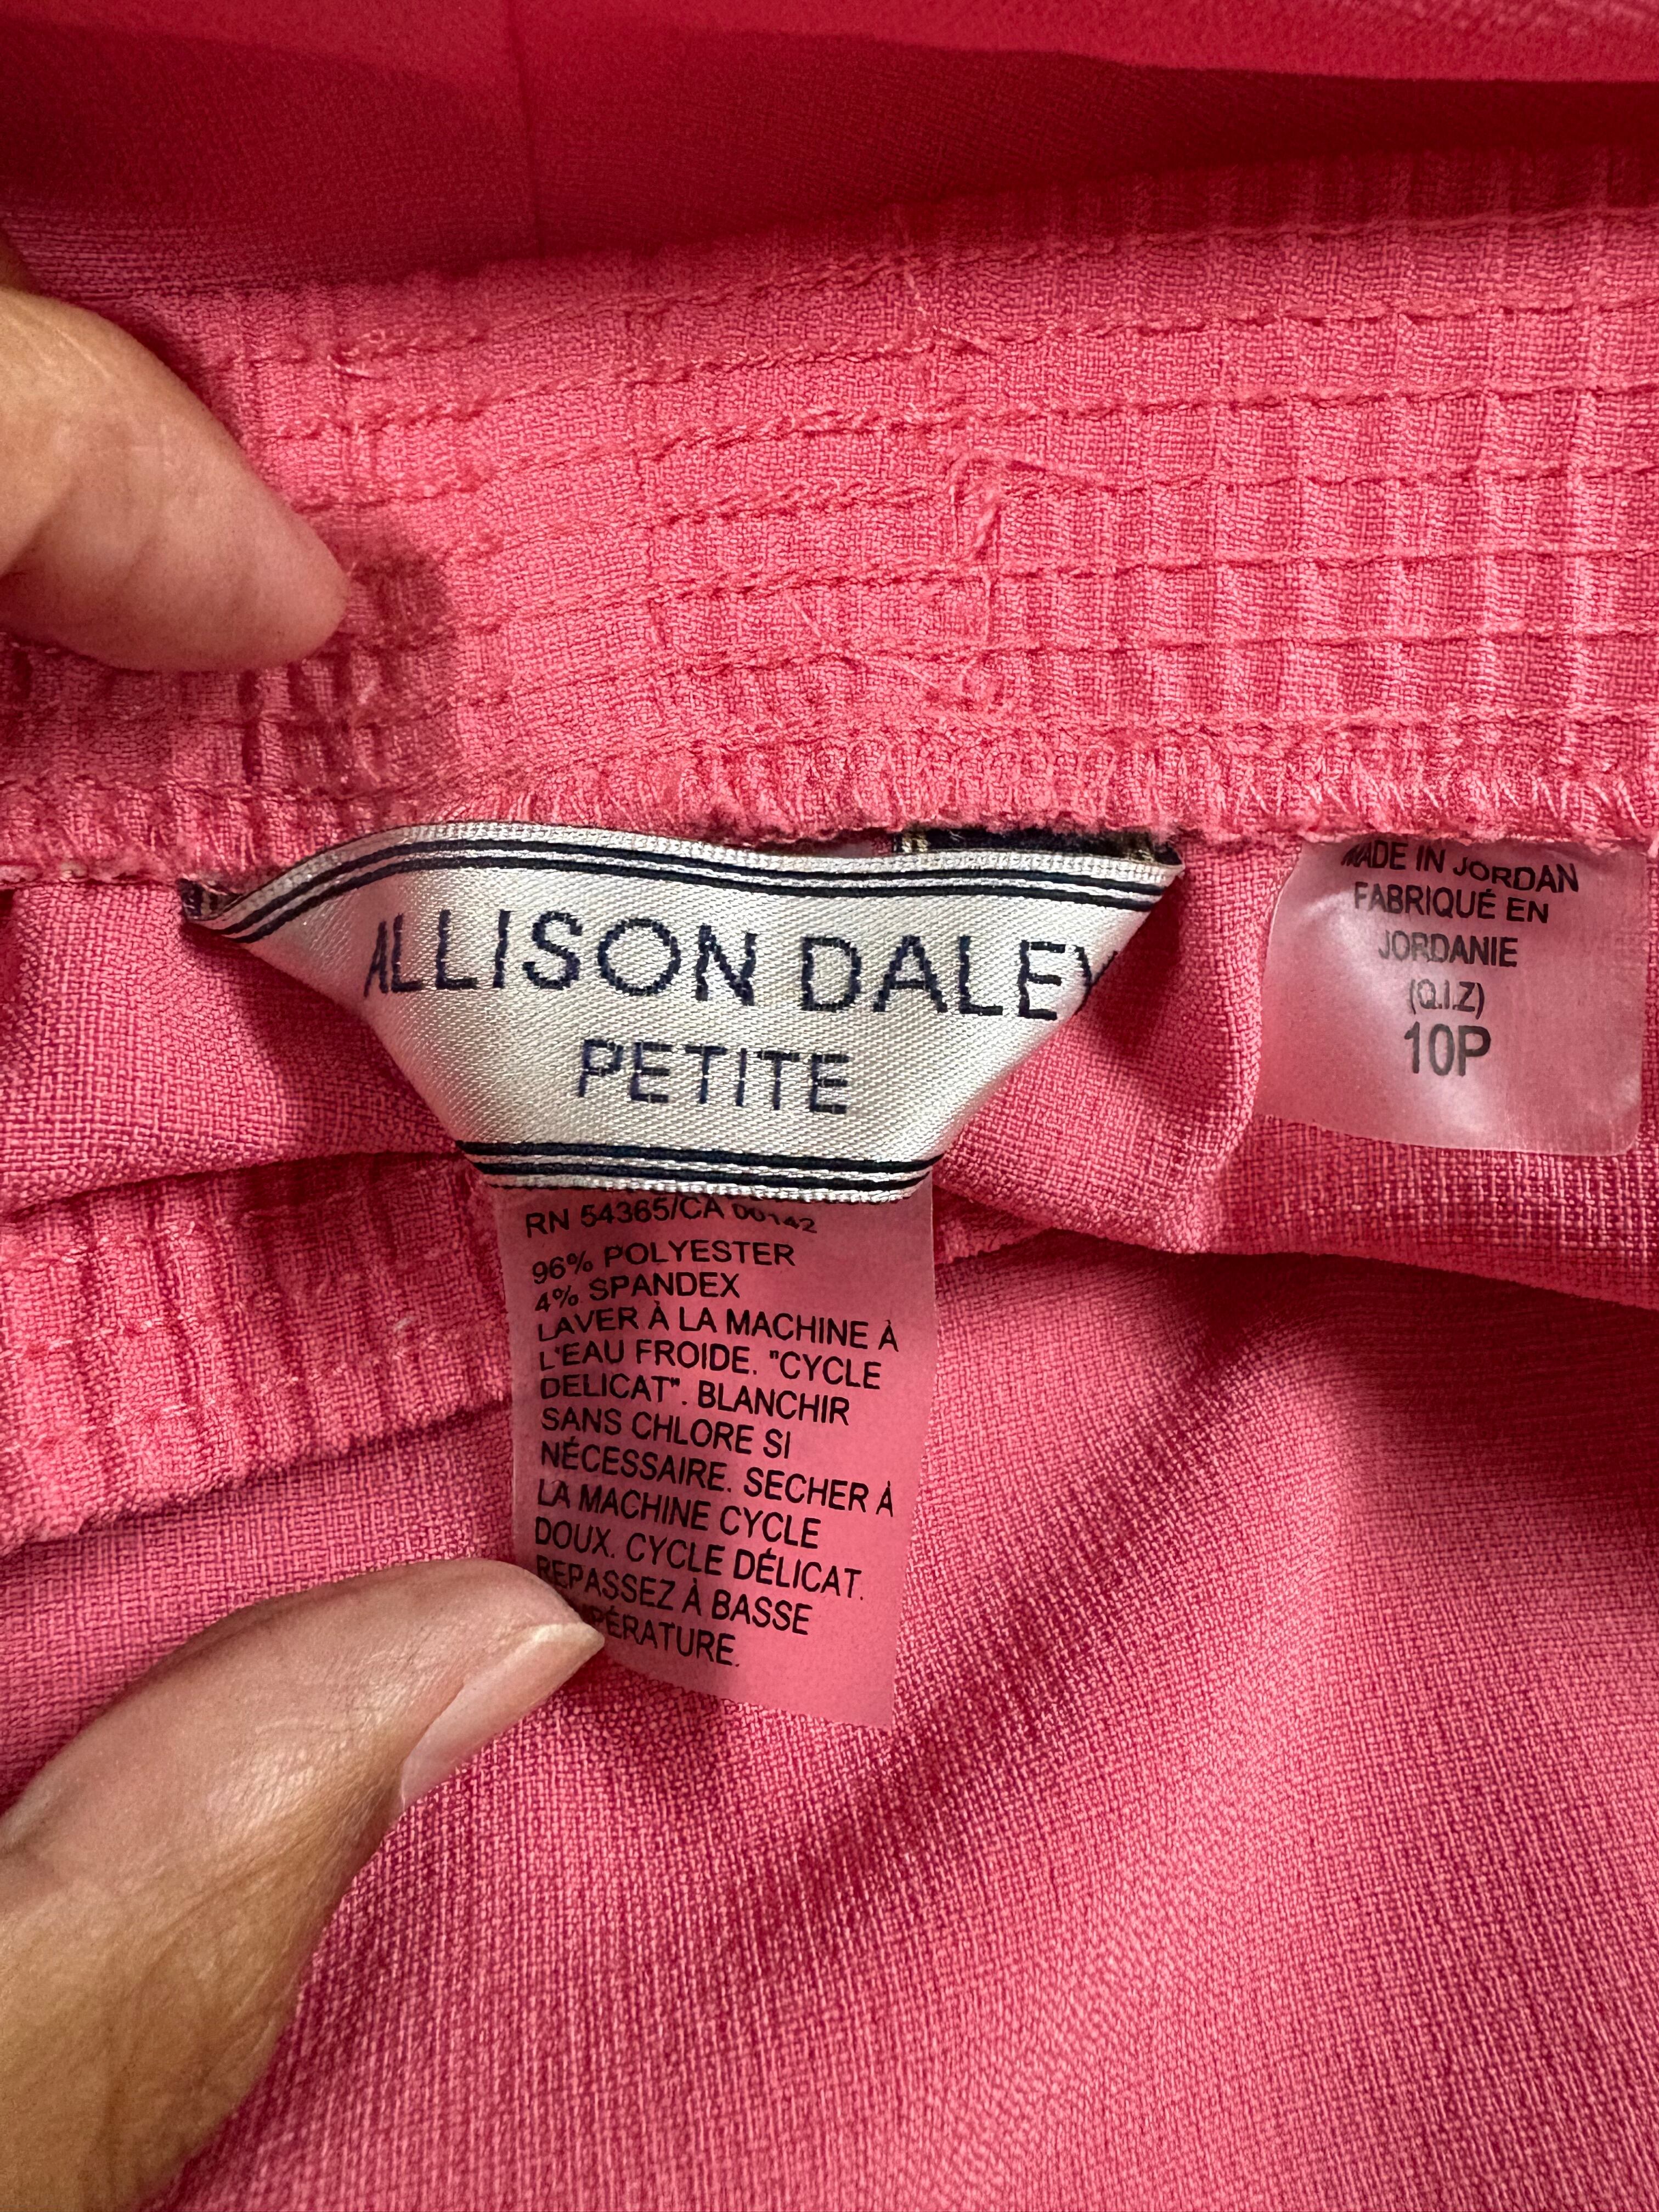 ALLISON DALEY
PETITE
MADE IN JORDAN
FABRIQUÉ EN
JORDANIE
(Q.I.Z)
10P
RN 54365/CA 00142
96% POLYESTER
4% SPANDEX
LAVER À LA MACHINE À
L'EAU FROIDE. "CYCLE
DELICAT". BLANCHIR
SANS CHLORE SI
NÉCESSAIRE. SECHER À
LA MACHINE CYCLE
DOUX. CYCLE DÉLICAT.
REPASSEZ À BASSE
PÉRATURE.